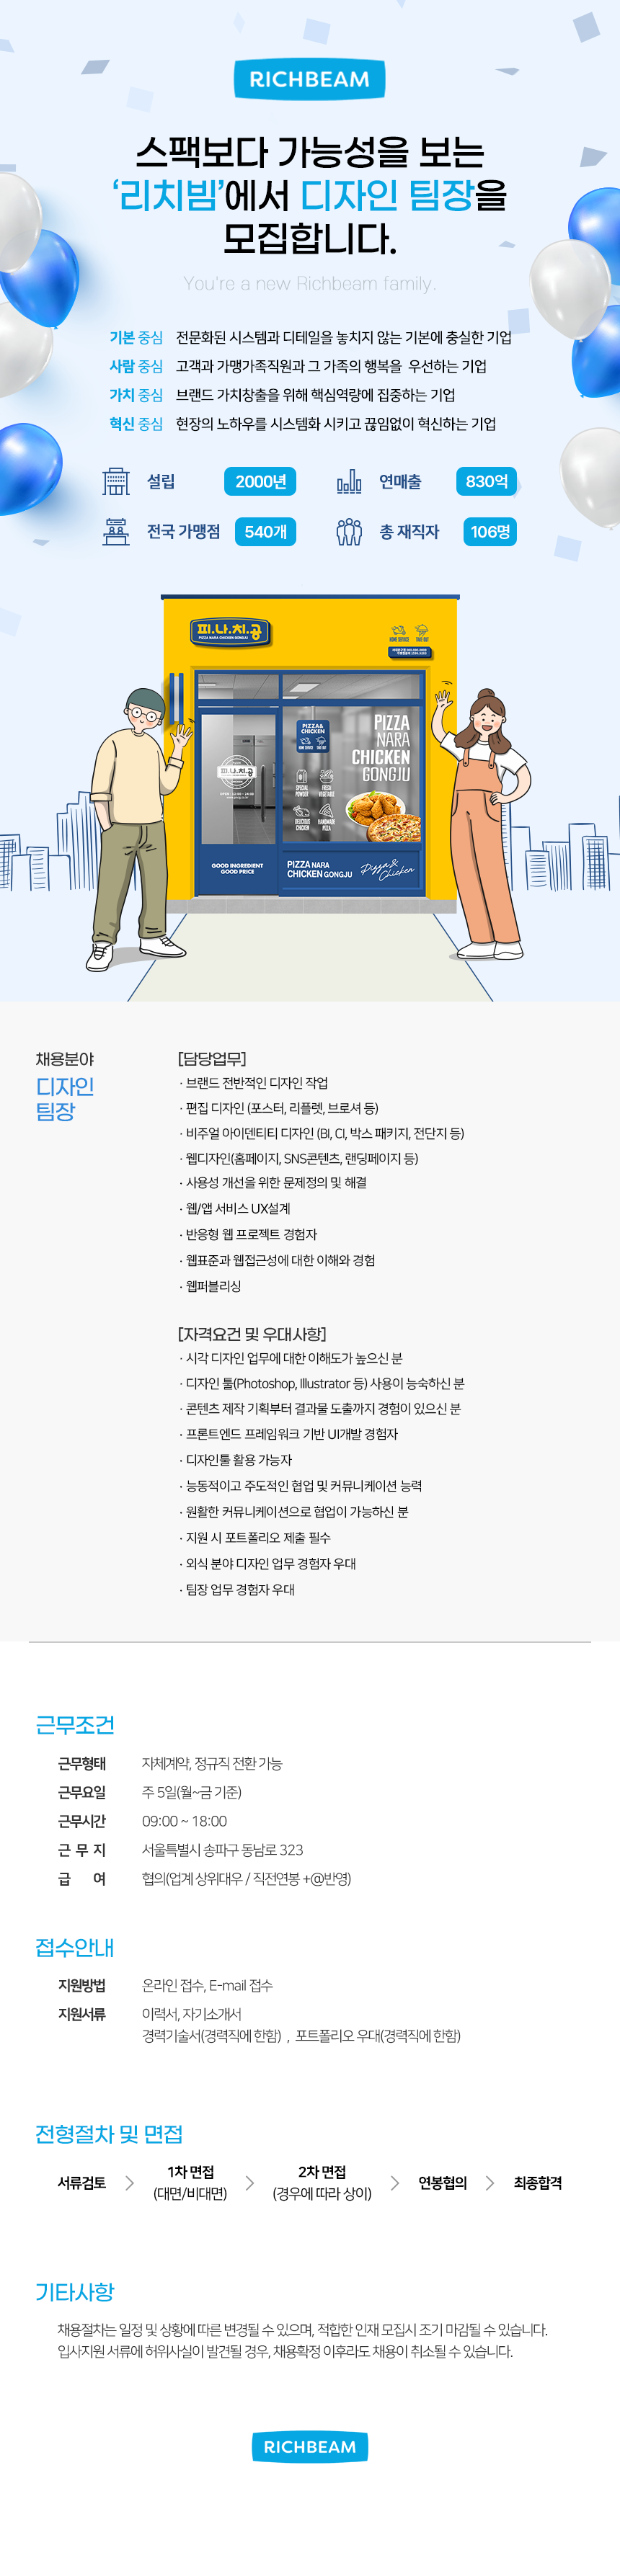 RICHBEAM
스팩보다 가능성을 보는
‘리치빔’에서 디자인 팀장을
모집합니다.
You're a new Richbeam family.
기본 중심 전문화된 시스템과 디테일을 놓치지 않는 기본에 충실한 기업
사람 중심 고객과 가맹가족직원과 그 가족의 행복을 우선하는 기업
가치 중심 브랜드 가치창출을 위해 핵심역량에 집중하는 기업
혁신 중심 현장의 노하우를 시스템화 시키고 끊임없이 혁신하는 기업
설립 2000년 연매출 830억
전국 가맹점 540개 총 재직자 106명
피.나.치.공
PIZZA NARA CHICKEN GONGJU
HOME SERVICE TAKE OUT
PIZZA&
CHICKEN
HOME SERVICE TAKE OUT
PIZZA
NARA
CHICKEN
GONGJU
피.나.치.공
SPECIAL
POWDER
FRESH
VEGETABLE
DELICIOUS
CHICKEN
HANDMADE
PIZZA
GOOD INGREDIENT
GOOD PRICE
PIZZA NARA
CHICKEN GONGJU
Pizza&
Chicken
채용분야
디자인
팀장
[담당업무]
· 브랜드 전반적인 디자인 작업
· 편집 디자인 (포스터, 리플렛, 브로셔 등)
· 비주얼 아이덴티티 디자인 (BI, CI, 박스 패키지, 전단지 등)
· 웹디자인(홈페이지, SNS콘텐츠, 랜딩페이지 등)
· 사용성 개선을 위한 문제정의 및 해결
· 웹/앱 서비스 UX설계
· 반응형 웹 프로젝트 경험자
· 웹표준과 웹접근성에 대한 이해와 경험
· 웹퍼블리싱
[자격요건 및 우대사항]
· 시각 디자인 업무에 대한 이해도가 높으신 분
· 디자인 툴(Photoshop, Illustrator 등) 사용이 능숙하신 분
· 콘텐츠 제작 기획부터 결과물 도출까지 경험이 있으신 분
· 프론트엔드 프레임워크 기반 UI개발 경험자
· 디자인툴 활용 가능자
· 능동적이고 주도적인 협업 및 커뮤니케이션 능력
· 원활한 커뮤니케이션으로 협업이 가능하신 분
· 지원 시 포트폴리오 제출 필수
· 외식 분야 디자인 업무 경험자 우대
· 팀장 업무 경험자 우대
근무조건
근무형태 자체계약, 정규직 전환 가능
근무요일 주 5일(월~금 기준)
근무시간 09:00 ~ 18:00
근 무 지 서울특별시 송파구 동남로 323
급 여 협의(업계 상위대우 / 직전연봉 +@반영)
접수안내
지원방법 온라인 접수, E-mail 접수
지원서류 이력서, 자기소개서
경력기술서(경력직에 한함) , 포트폴리오 우대(경력직에 한함)
전형절차 및 면접
서류검토 > 1차 면접 (대면/비대면) > 2차 면접 (경우에 따라 상이) > 연봉협의 > 최종합격
기타사항
채용절차는 일정 및 상황에 따른 변경될 수 있으며, 적합한 인재 모집시 조기 마감될 수 있습니다.
입사지원 서류에 허위사실이 발견될 경우, 채용확정 이후라도 채용이 취소될 수 있습니다.
RICHBEAM